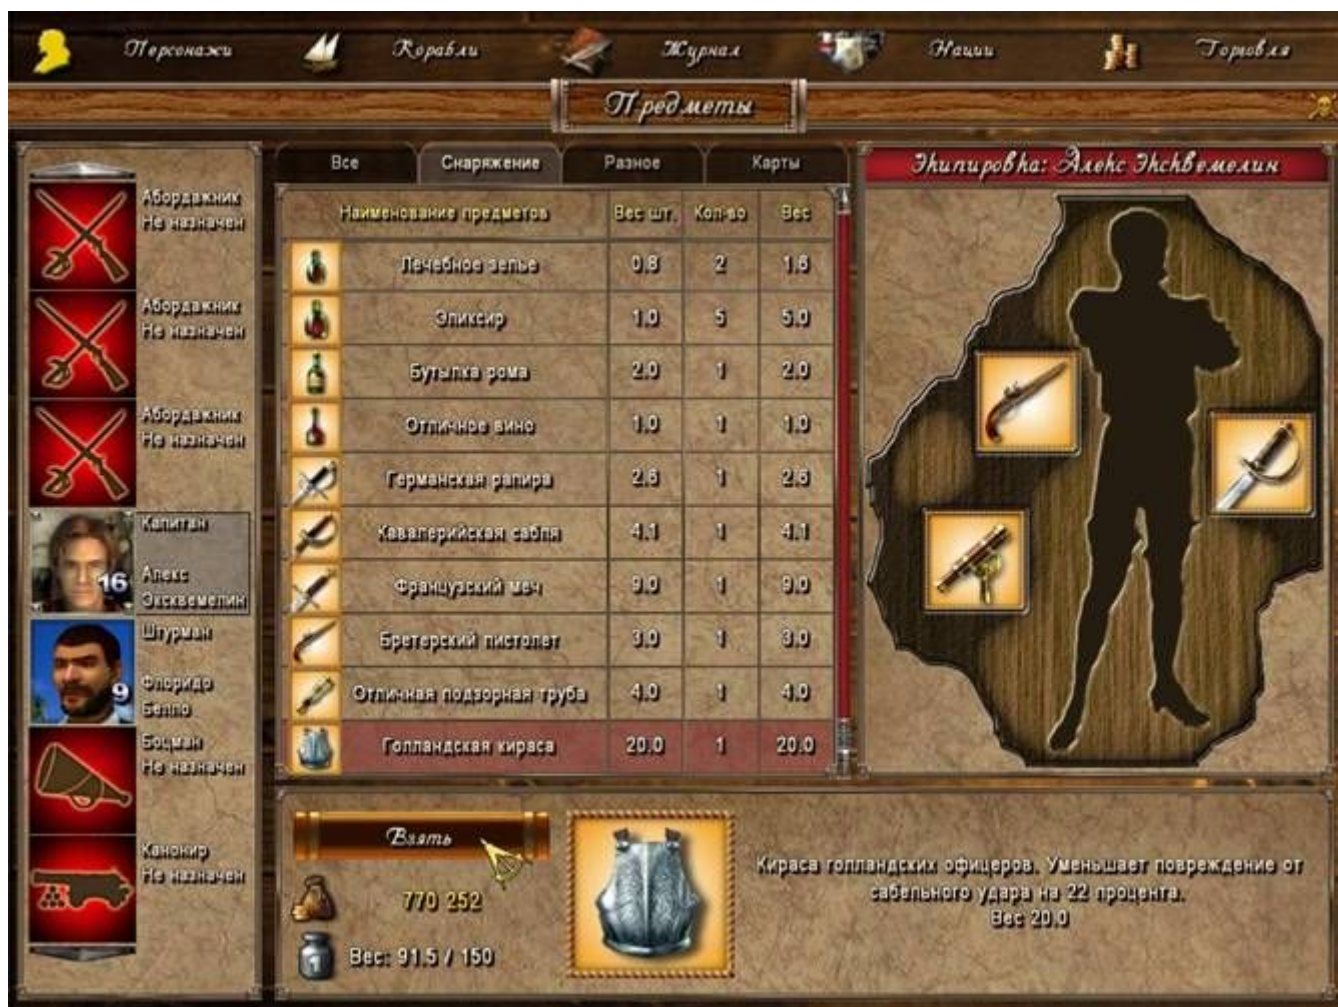 Персонажи
Корабли
Журнал
Нации
Торговля
Предметы
Абордажник
Не назначен
Абордажник
Не назначен
Абордажник
Не назначен
Капитан
16
Алекс
Эксквемелин
Штурман
9
Флоридо
Белло
Боцман
Не назначен
Канонир
Не назначен
Все
Снаряжение
Разное
Карты
Наименование предметов Вес шт. Кол-во Вес
Лечебное зелье 0.8 2 1.6
Эликсир 1.0 5 5.0
Бутылка рома 2.0 1 2.0
Отличное вино 1.0 1 1.0
Германская рапира 2.6 1 2.6
Кавалерийская сабля 4.1 1 4.1
Французский меч 9.0 1 9.0
Бретерский пистолет 3.0 1 3.0
Отличная подзорная труба 4.0 1 4.0
Голландская кираса 20.0 1 20.0
Экипировка: Алекс Эксквемелин
Взять
770 252
1
Вес: 91.5 / 150
Кираса голландских офицеров. Уменьшает повреждение от
сабельного удара на 22 процента.
Вес 20.0